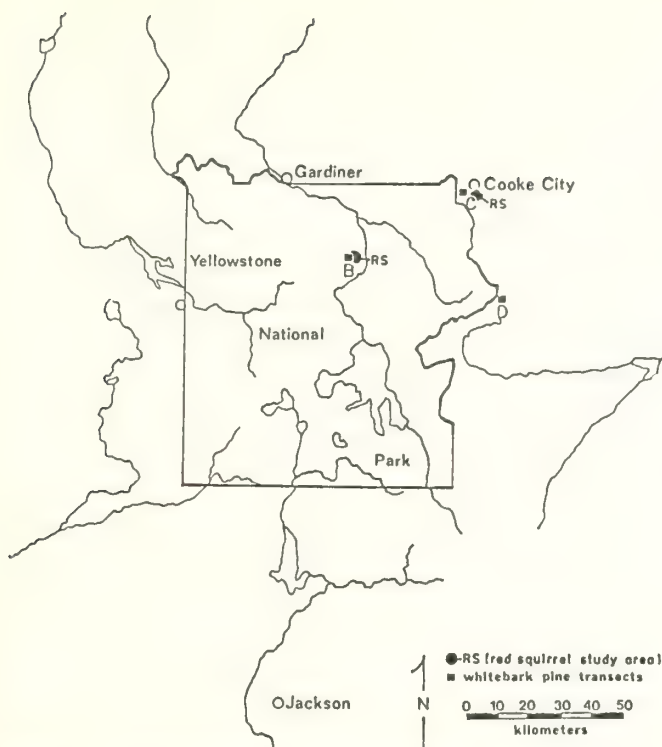 Gardiner
Cooke City
C
RS
Yellowstone
B
RS
D
National
Park
RS (red squirrel study area)
whitebark pine transects
N
Jackson
0 10 20 30 40 50
kilometers